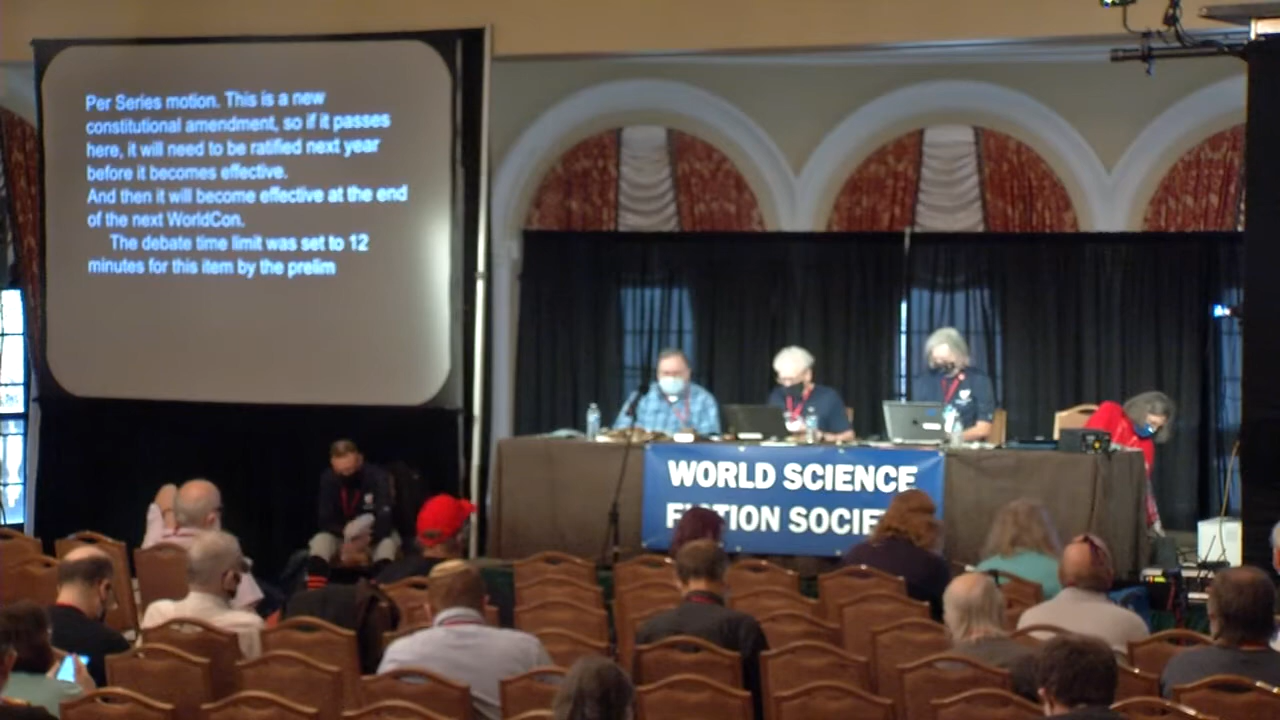 Per Series motion. This is a new
constitutional amendment, so if it passes
here, it will need to be ratified next year
before it becomes effective.
And then it will become effective at the end
of the next WorldCon.
The debate time limit was set to 12
minutes for this item by the prelim
WORLD SCIENCE
FICTION SOCIE